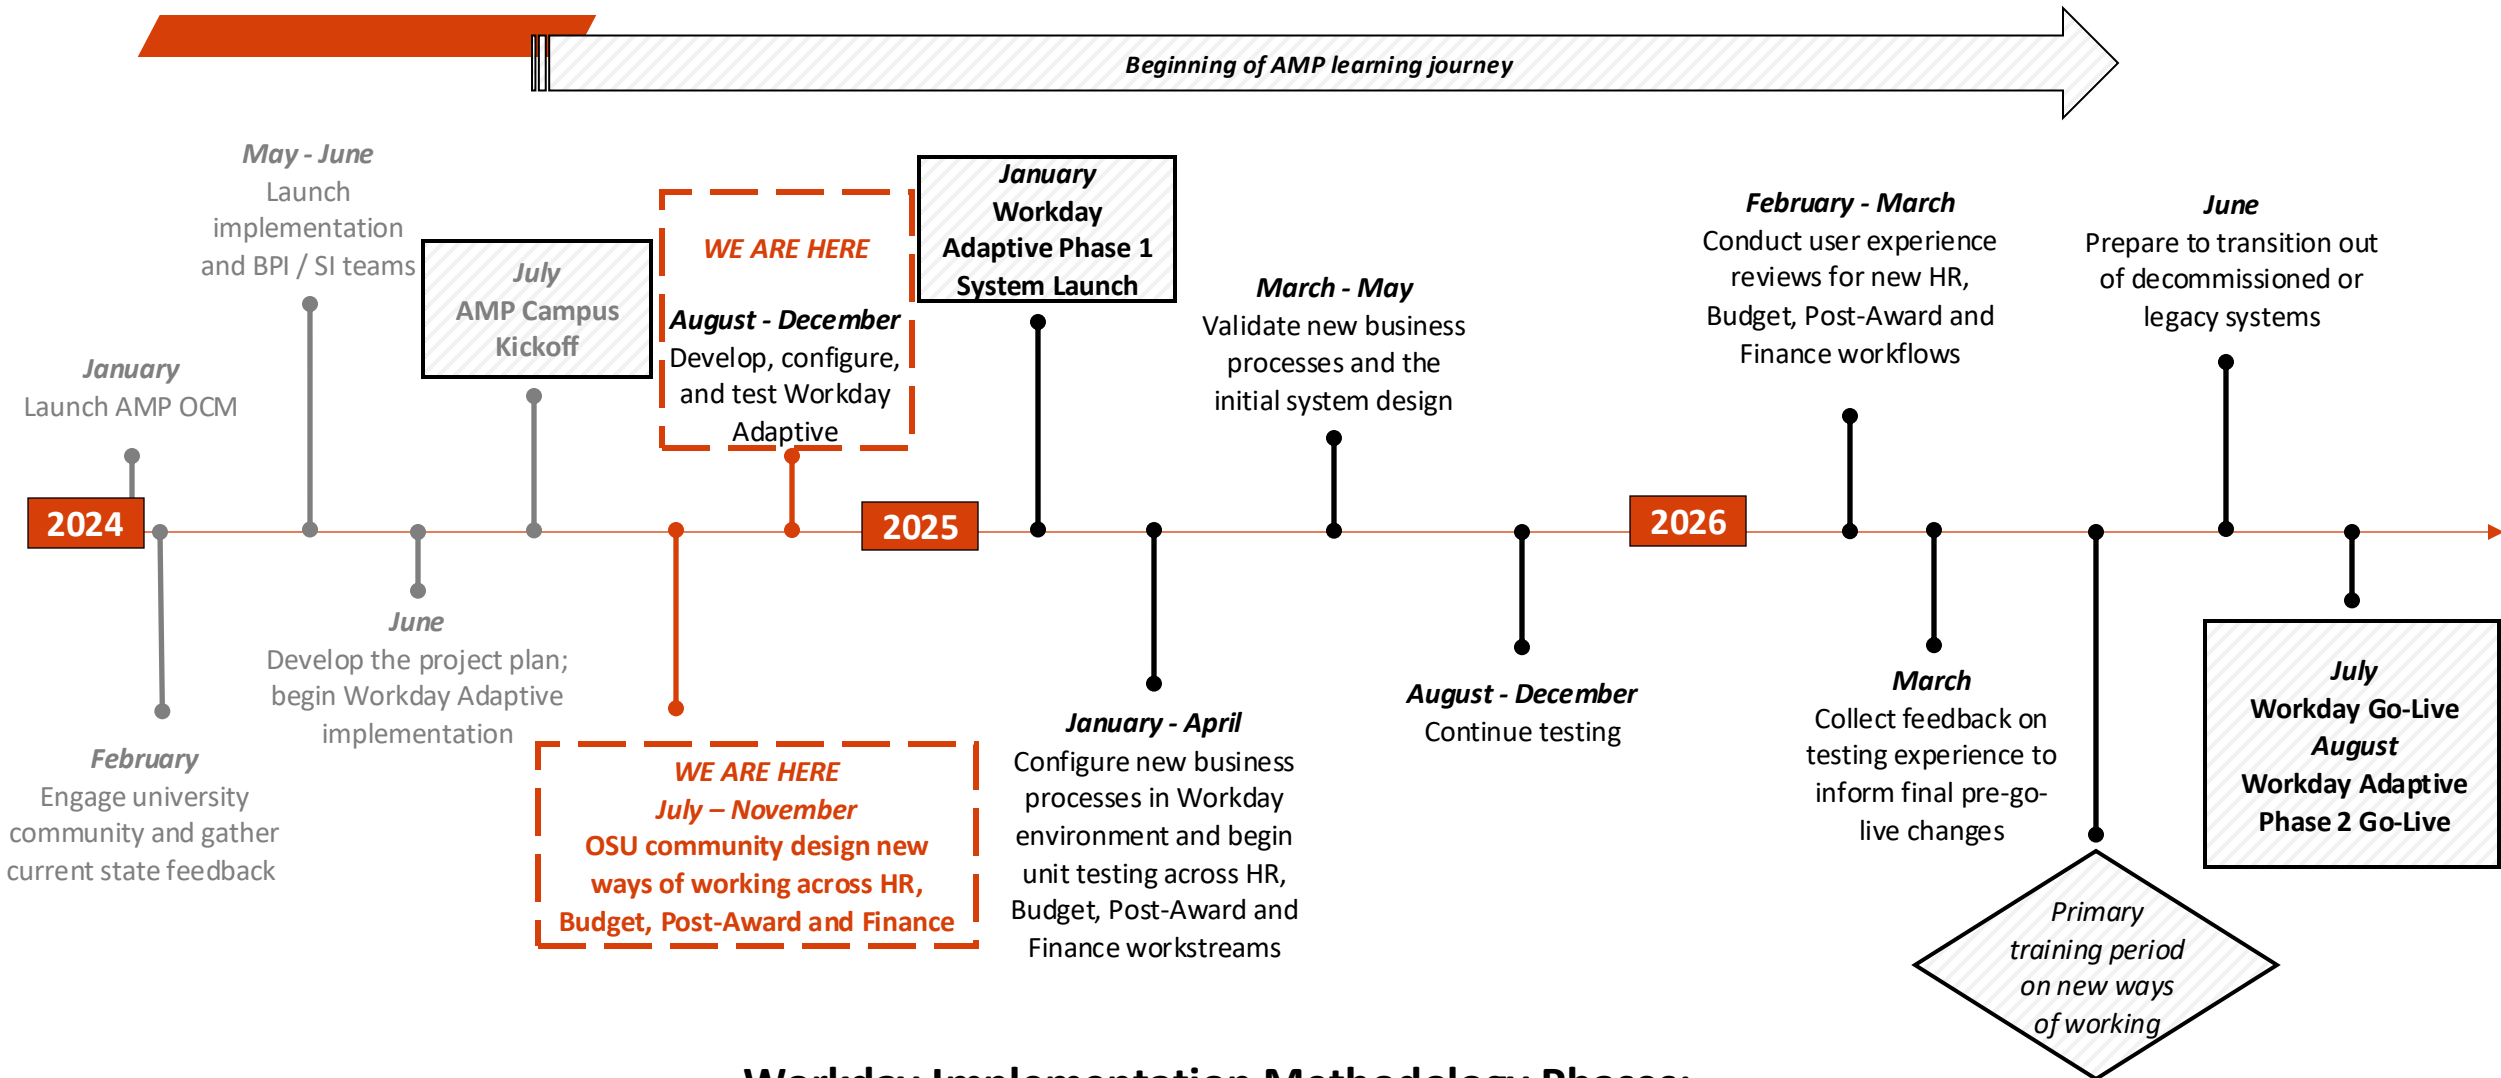 Beginning of AMP learning journey
May - June
Launch
implementation
and BPI / SI teams
January
Launch AMP OCM
July
AMP Campus
Kickoff
WE ARE HERE
August - December
Develop, configure,
and test Workday
Adaptive
January
Workday
Adaptive Phase 1
System Launch
March - May
Validate new business
processes and the
initial system design
February - March
Conduct user experience
reviews for new HR,
Budget, Post-Award and
Finance workflows
June
Prepare to transition out
of decommissioned or
legacy systems
2024
2025
2026
February
Engage university
community and gather
current state feedback
June
Develop the project plan;
begin Workday Adaptive
implementation
WE ARE HERE
July – November
OSU community design new
ways of working across HR,
Budget, Post-Award and Finance
January - April
Configure new business
processes in Workday
environment and begin
unit testing across HR,
Budget, Post-Award and
Finance workstreams
August - December
Continue testing
March
Collect feedback on
testing experience to
inform final pre-go-
live changes
Primary
training period
on new ways
of working
July
Workday Go-Live
August
Workday Adaptive
Phase 2 Go-Live
Workday Implementation Methodology Phases: